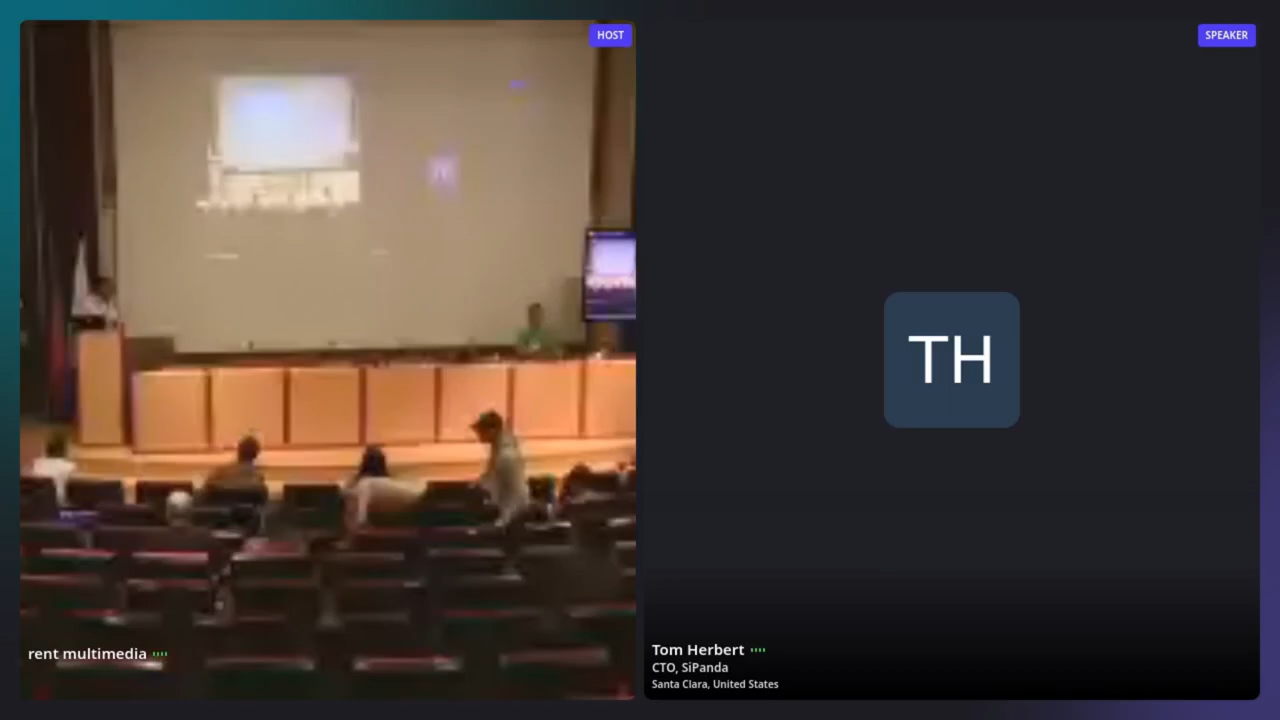 HOST
rent multimedia
SPEAKER
TH
Tom Herbert
CTO, SiPanda
Santa Clara, United States